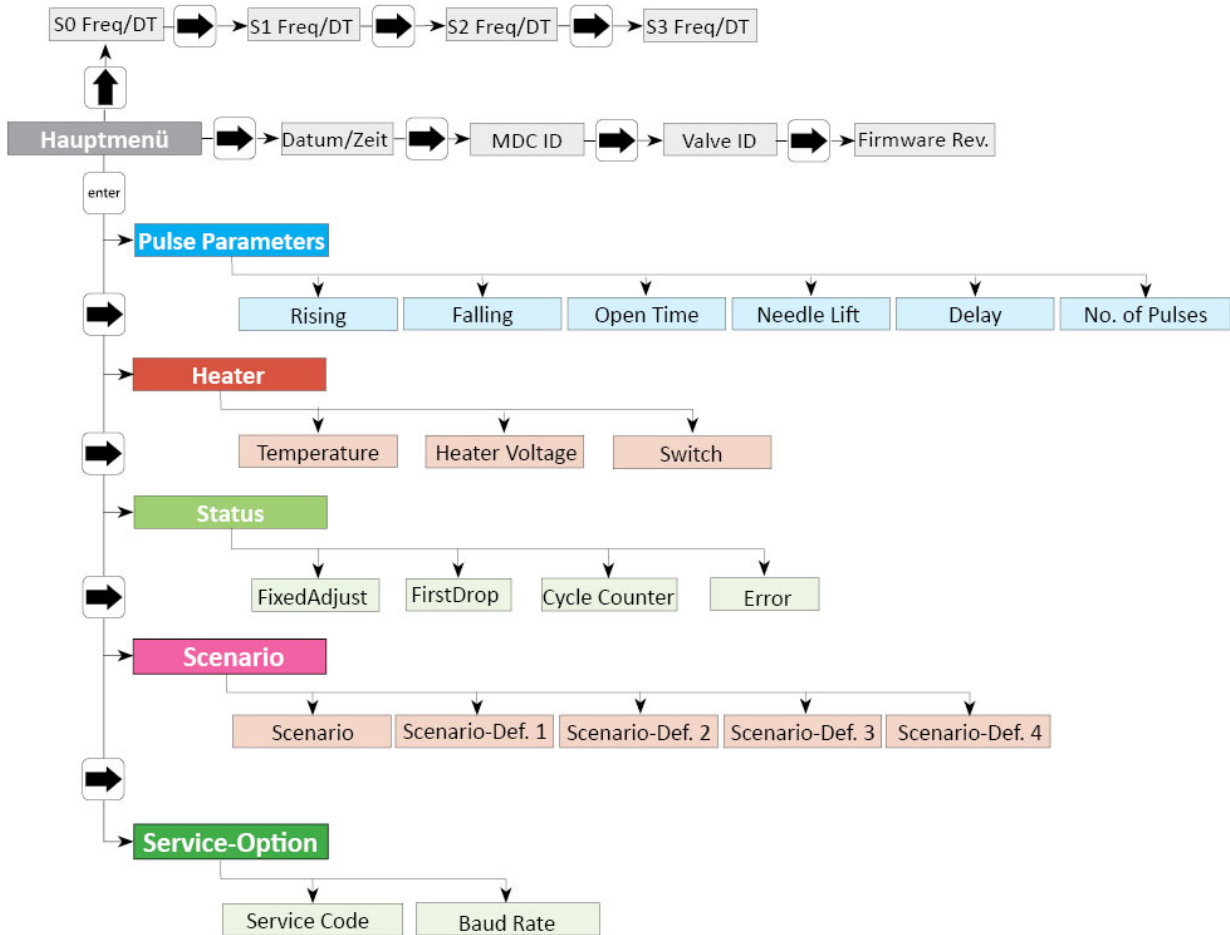 S0 Freq/DT
S1 Freq/DT
S2 Freq/DT
S3 Freq/DT
Hauptmenü
Datum/Zeit
MDC ID
Valve ID
Firmware Rev.
enter
Pulse Parameters
Rising
Falling
Open Time
Needle Lift
Delay
No. of Pulses
Heater
Temperature
Heater Voltage
Switch
Status
FixedAdjust
FirstDrop
Cycle Counter
Error
Scenario
Scenario
Scenario-Def. 1
Scenario-Def. 2
Scenario-Def. 3
Scenario-Def. 4
Service-Option
Service Code
Baud Rate